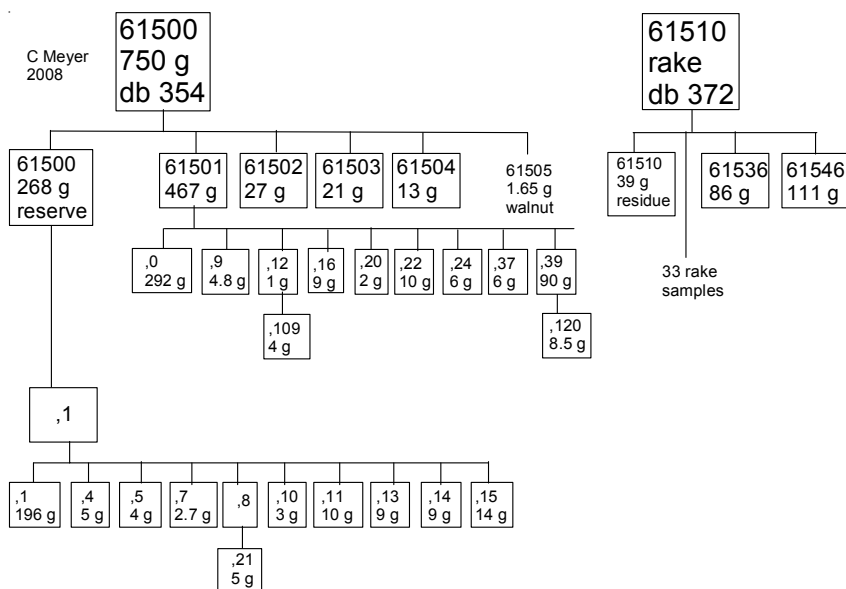 C Meyer
2008
61500
750 g
db 354
61510
rake
db 372
61500
268 g
reserve
61501
467 g
61502
27 g
61503
21 g
61504
13 g
61505
1.65 g
walnut
61510
39 g
residue
61536
86 g
61546
111 g
33 rake
samples
,0
292 g
,9
4.8 g
,12
1 g
,16
9 g
,20
2 g
,22
10 g
,24
6 g
,37
6 g
,39
90 g
,109
4 g
,120
8.5 g
,1
,1
196 g
,4
5 g
,5
4 g
,7
2.7 g
,8
,10
3 g
,11
10 g
,13
9 g
,14
9 g
,15
14 g
,21
5 g